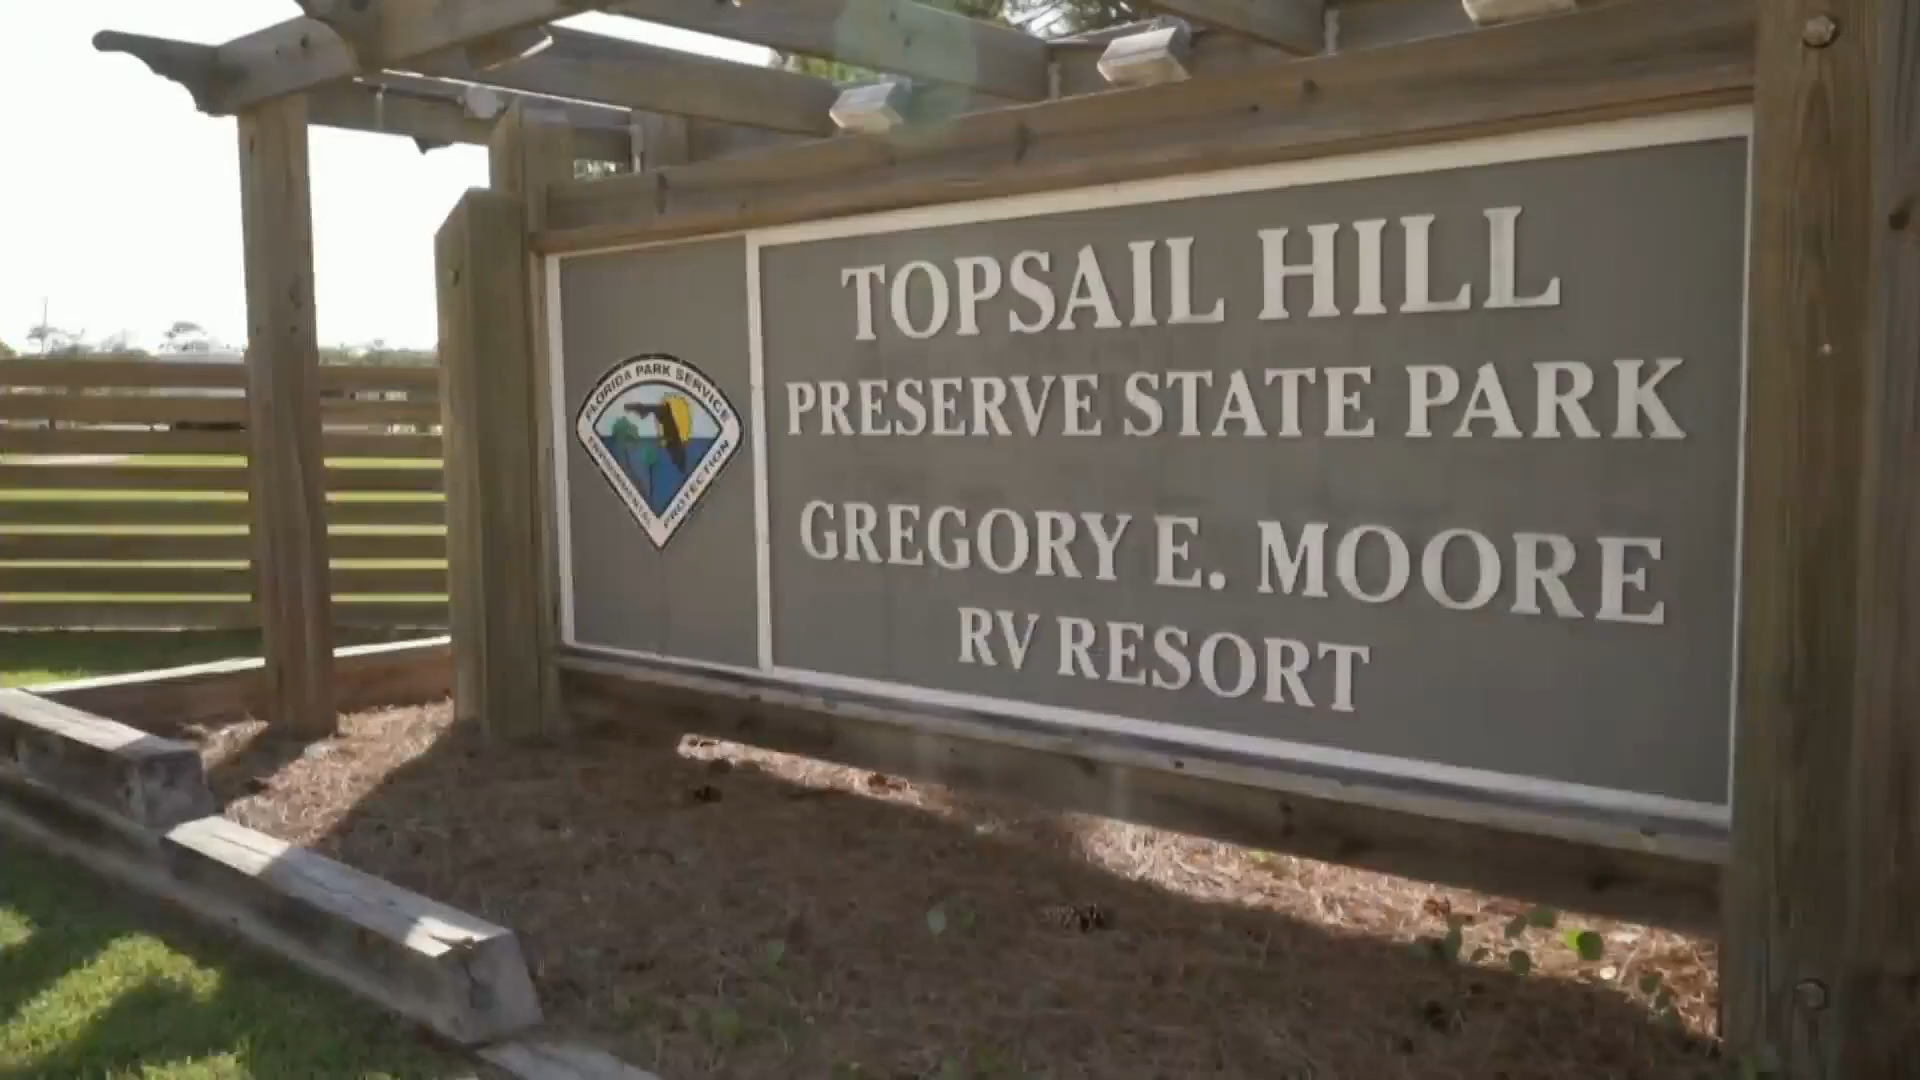 FLORIDA PARK SERVICE
ENVIRONMENTAL PROTECTION
TOPSAIL HILL
PRESERVE STATE PARK
GREGORY E. MOORE
RV RESORT